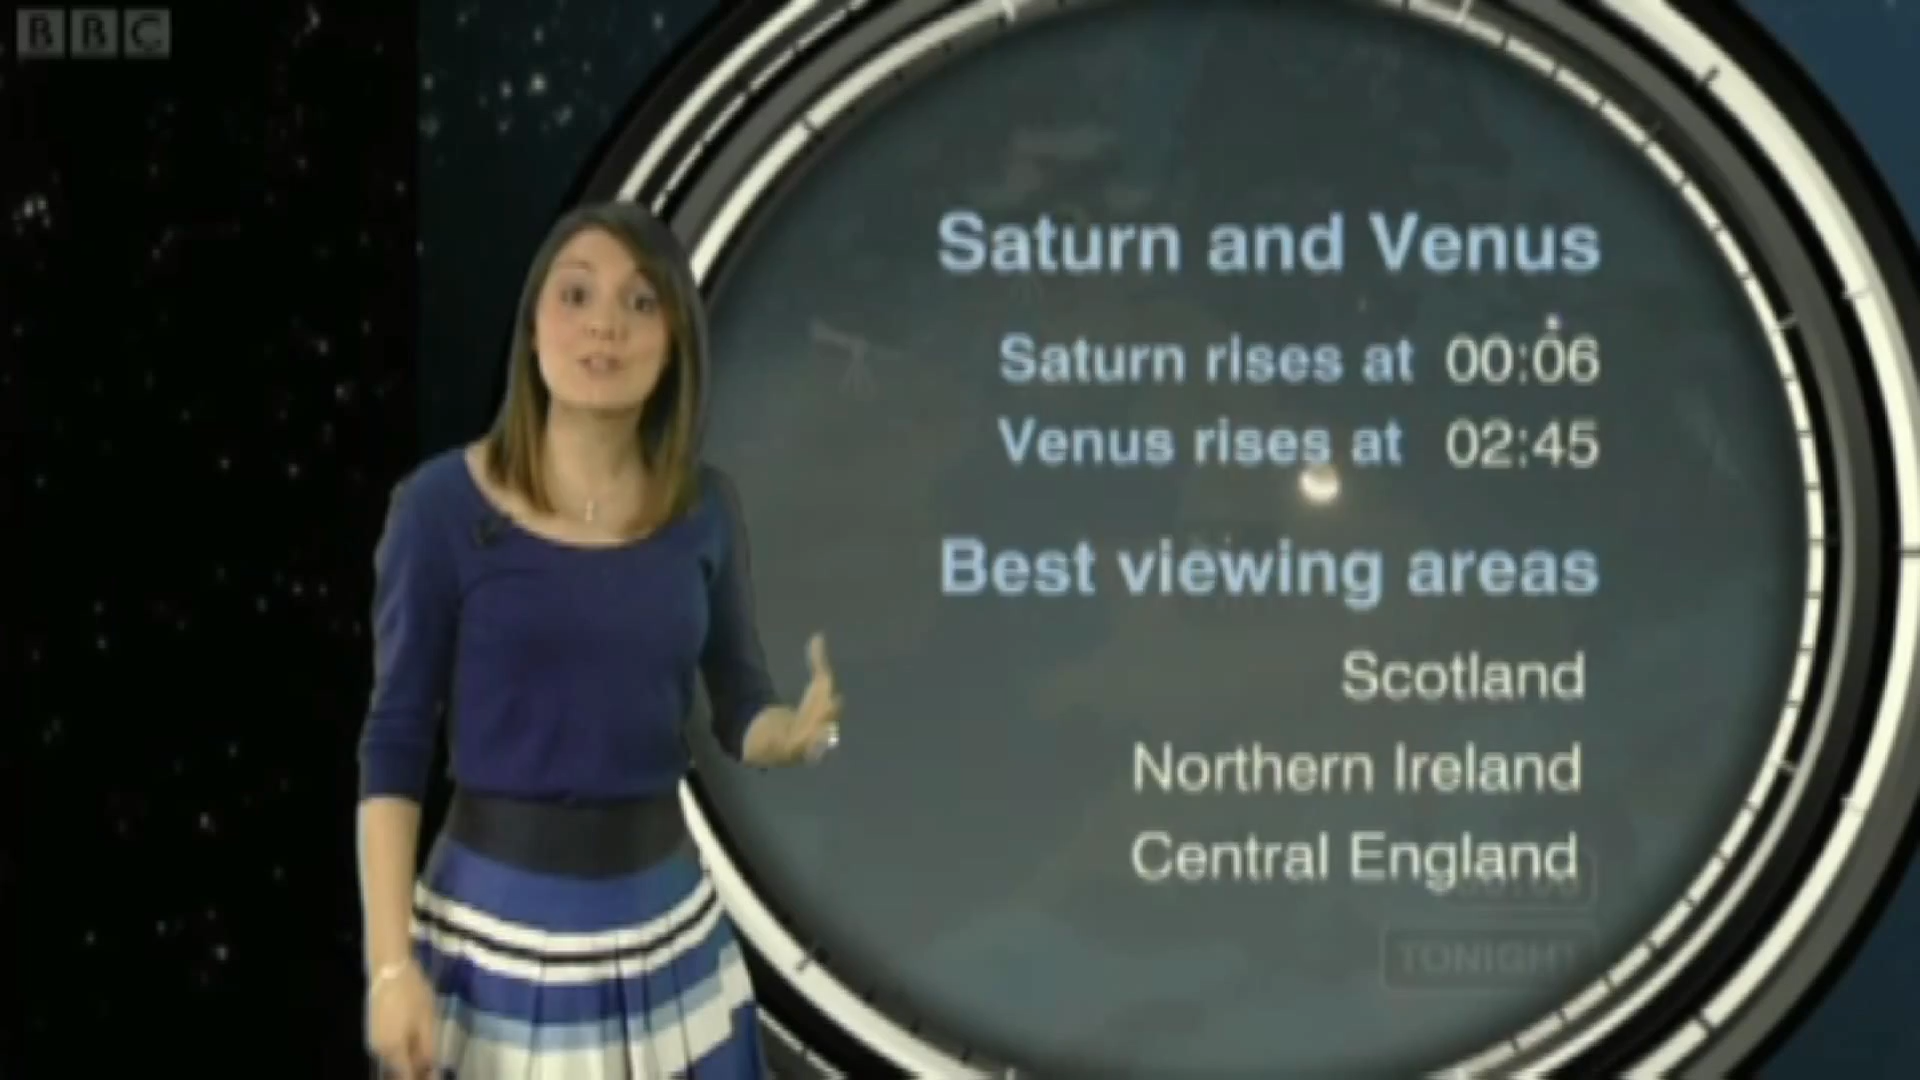 BBC
Saturn and Venus
Saturn rises at 00:06
Venus rises at 02:45
Best viewing areas
Scotland
Northern Ireland
Central England
TONIGHT